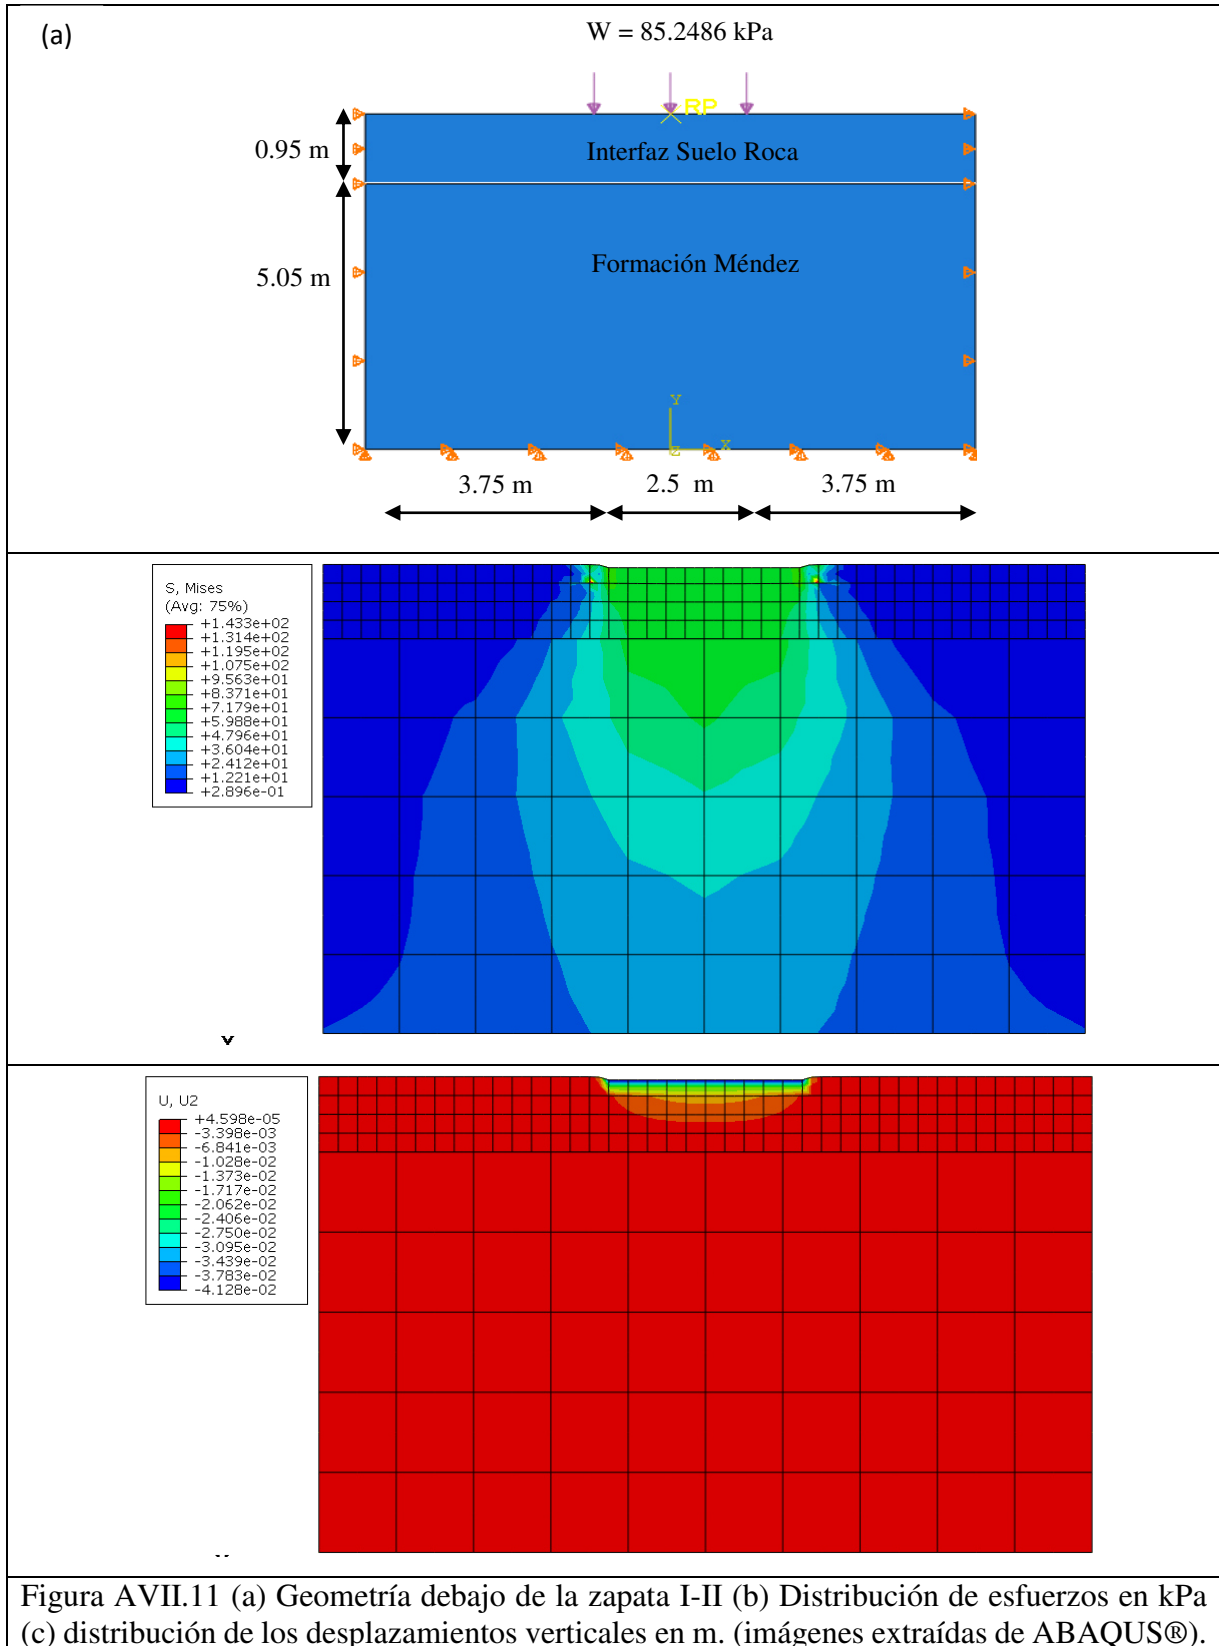 (a)
W = 85.2486 kPa
RP
0.95 m
Interfaz Suelo Roca
5.05 m
Formación Méndez
Y
Z X
3.75 m 2.5 m 3.75 m
S, Mises
(Avg: 75%)
+1.433e+02
+1.314e+02
+1.195e+02
+1.075e+02
+9.563e+01
+8.371e+01
+7.179e+01
+5.988e+01
+4.796e+01
+3.604e+01
+2.412e+01
+1.221e+01
+2.896e-01
U, U2
+4.598e-05
-3.398e-03
-6.841e-03
-1.028e-02
-1.373e-02
-1.717e-02
-2.062e-02
-2.406e-02
-2.750e-02
-3.095e-02
-3.439e-02
-3.783e-02
-4.128e-02
Figura AVII.11 (a) Geometría debajo de la zapata I-II (b) Distribución de esfuerzos en kPa
(c) distribución de los desplazamientos verticales en m. (imágenes extraídas de ABAQUS®).